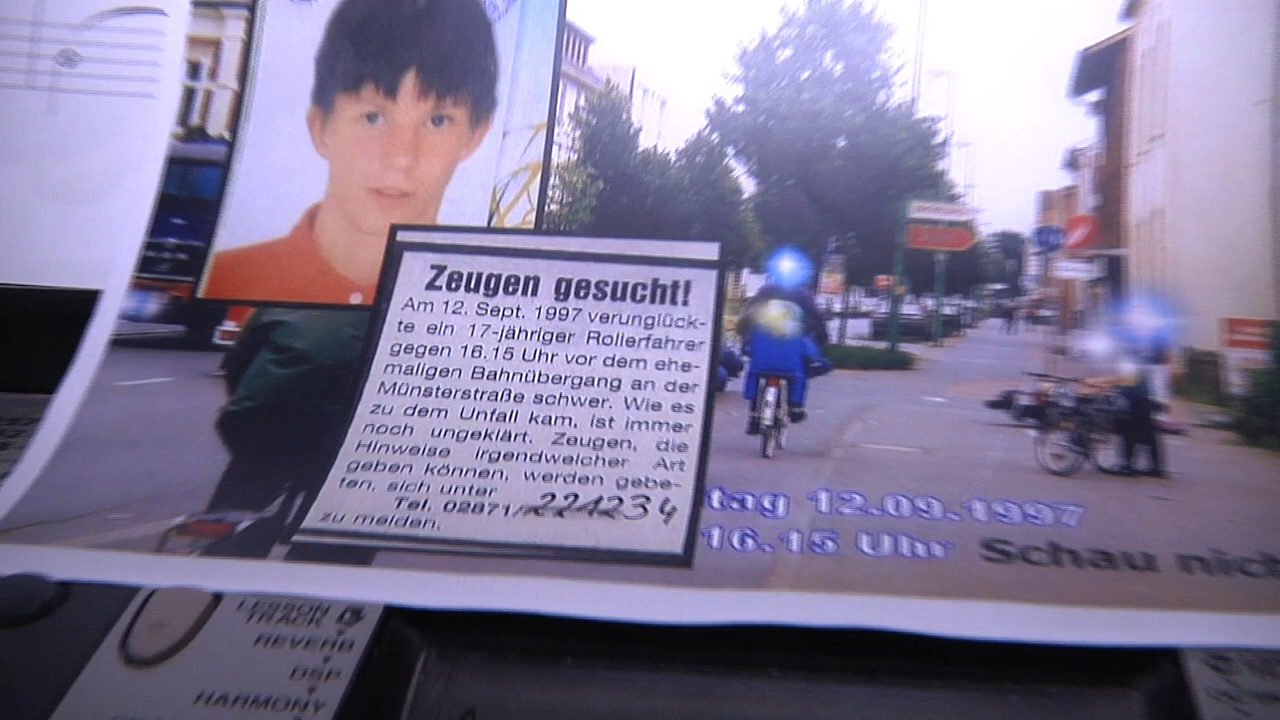 Zeugen gesucht!
Am 12. Sept. 1997 verunglück-
te ein 17-jähriger Rollerfahrer
gegen 16.15 Uhr vor dem ehe-
maligen Bahnübergang an der
Münsterstraße schwer. Wie es
zu dem Unfall kam, ist immer
noch ungeklärt. Zeugen, die
Hinweise irgendwelcher Art
geben können, werden gebe-
ten, sich unter
Tel. 02871/221234
zu melden.
tag 12.09.1997
16.15 Uhr Schau nic
LESSON
TRACK
REVERB
DSP
HARMONY